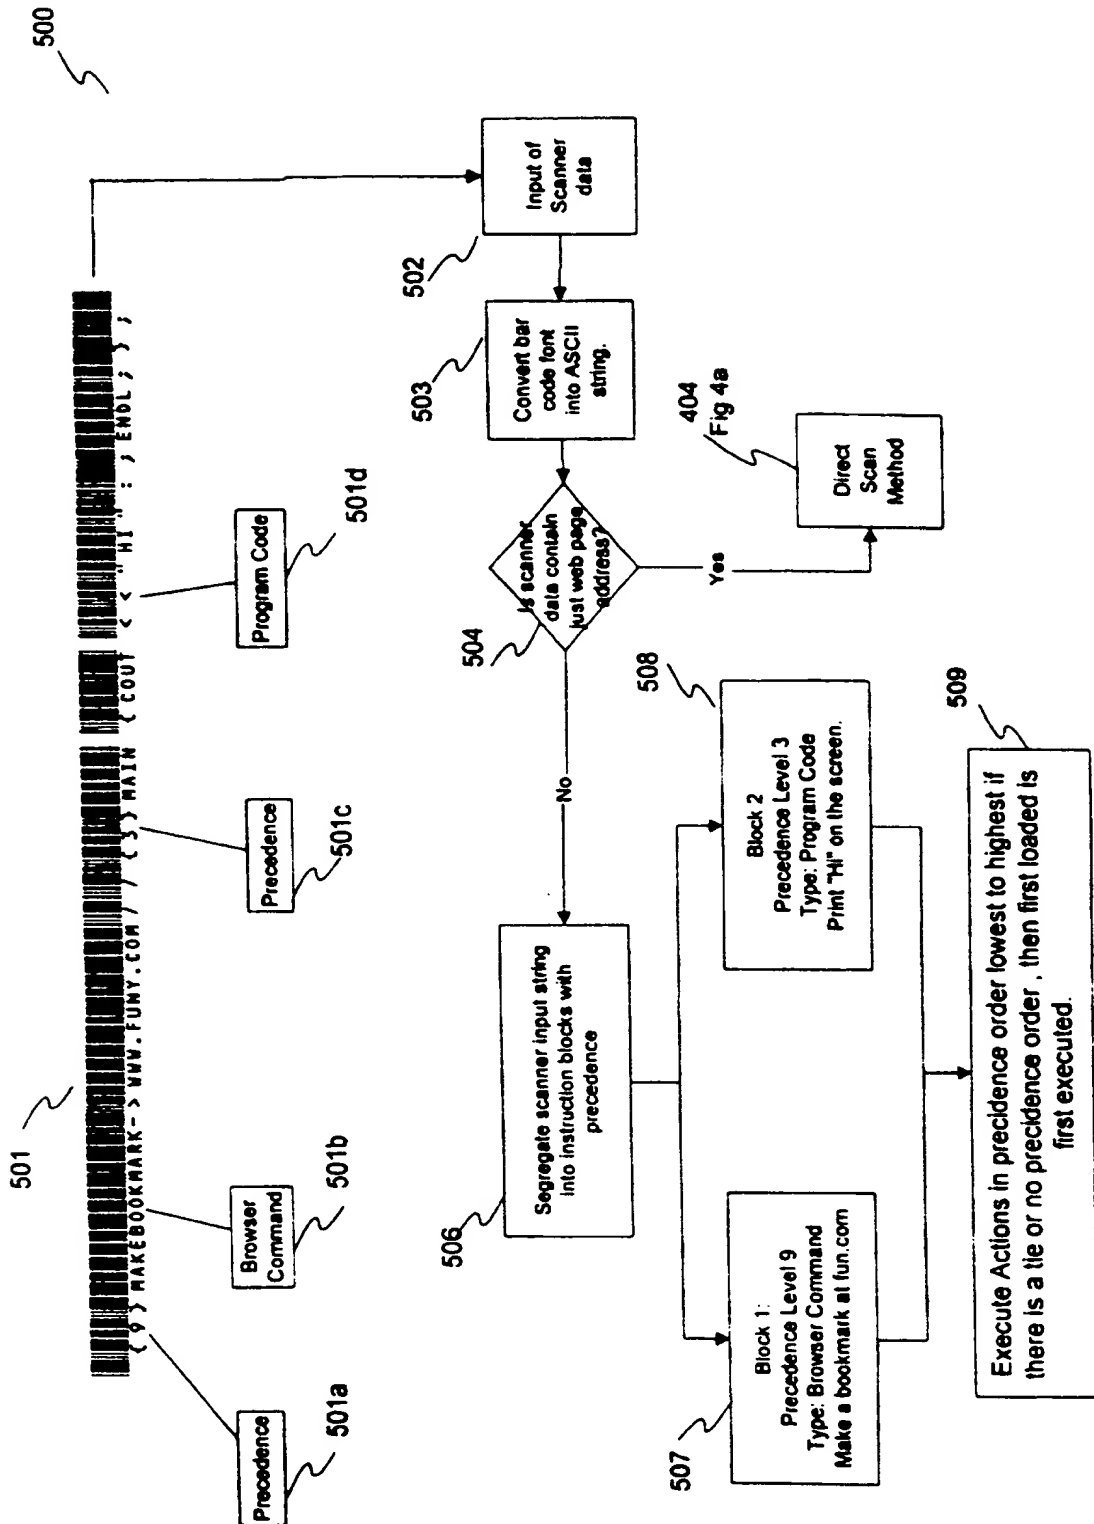 500
501
(9) MAKEBOOKMARK-> WWW.FUNY.COM / (3) MAIN (COUT < < " HI " : ; ENDL ; ) ;
Precedence
501a
Browser
Command
501b
Precedence
501c
Program Code
501d
Input of
Scanner
data
502
Convert bar
code font
into ASCII
string.
503
Is scanner
data contain
just web page
address?
504
Yes
404
Fig 4a
Direct
Scan
Method
No
Segregate scanner input string
into instruction blocks with
precedence
506
Block 1:
Precedence Level 9
Type: Browser Command
Make a bookmark at fun.com
507
Block 2
Precedence Level 3
Type: Program Code
Print "Hi" on the screen.
508
Execute Actions in precidence order lowest to highest if
there is a tie or no precidence order , then first loaded is
first executed.
509